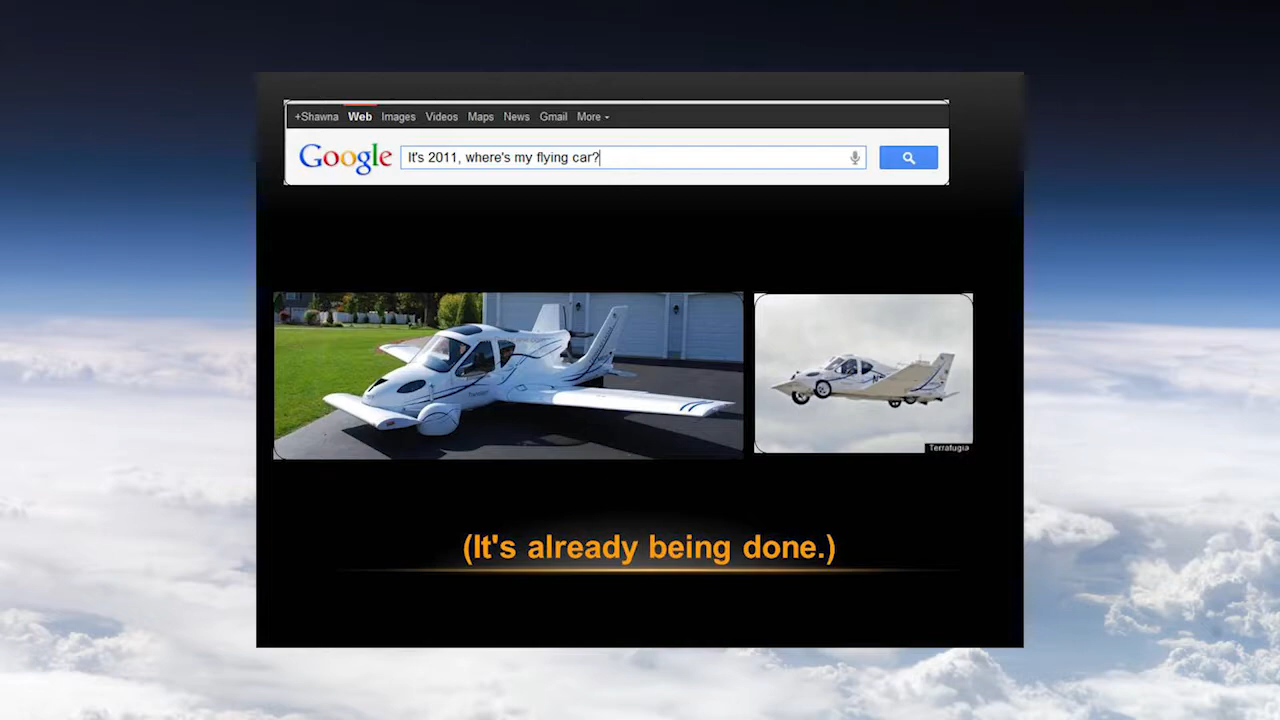 +Shawna Web Images Videos Maps News Gmail More
Google It's 2011, where's my flying car?
Terrafugia
(It's already being done.)